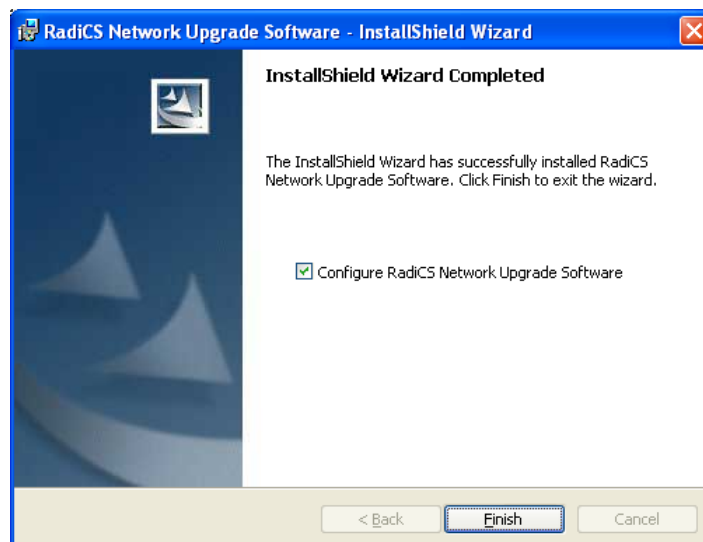 RadiCS Network Upgrade Software - InstallShield Wizard
InstallShield Wizard Completed
The InstallShield Wizard has successfully installed RadiCS
Network Upgrade Software. Click Finish to exit the wizard.
Configure RadiCS Network Upgrade Software
< Back Finish Cancel